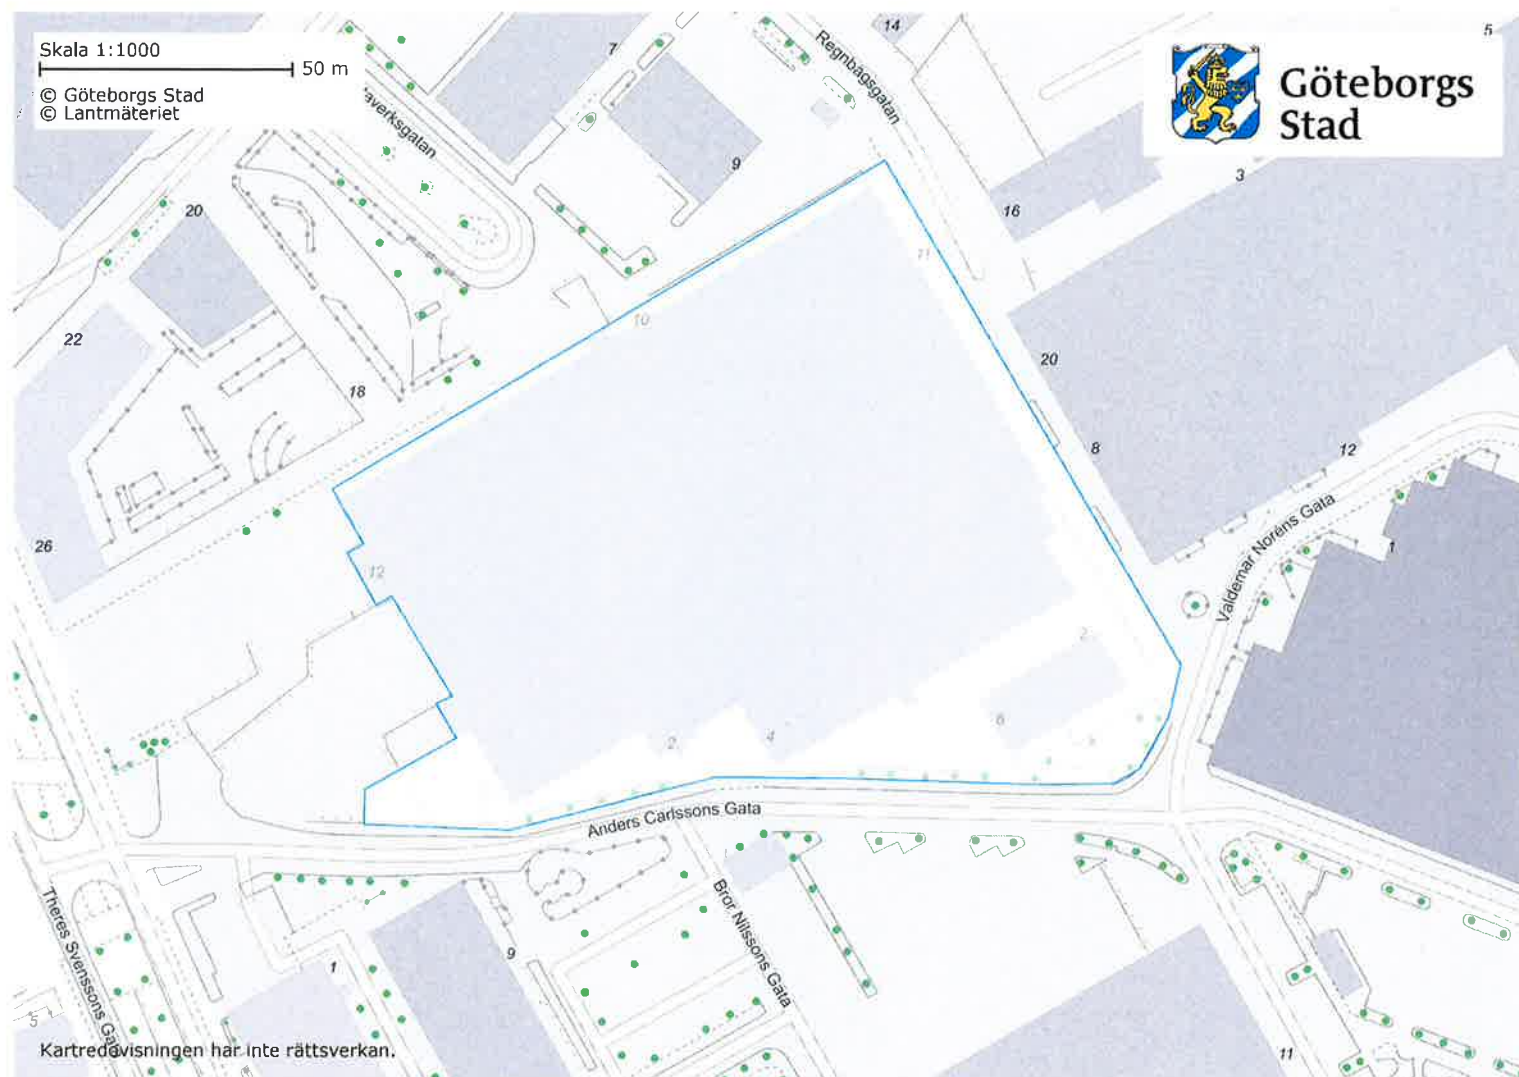 Skala 1:1000
50 m
© Göteborgs Stad
© Lantmäteriet
Göteborgs
Stad
averksgatan
Regnbågsgatan
7
14
5
9
3
20
16
11
22
10
20
18
8
12
26
12
Valdemar Noréns Gata
1
2
6
2
4
Anders Carlssons Gata
Theres Svenssons Gata
Bror Nilssons Gata
9
1
5
11
Kartredovisningen har inte rättsverkan.